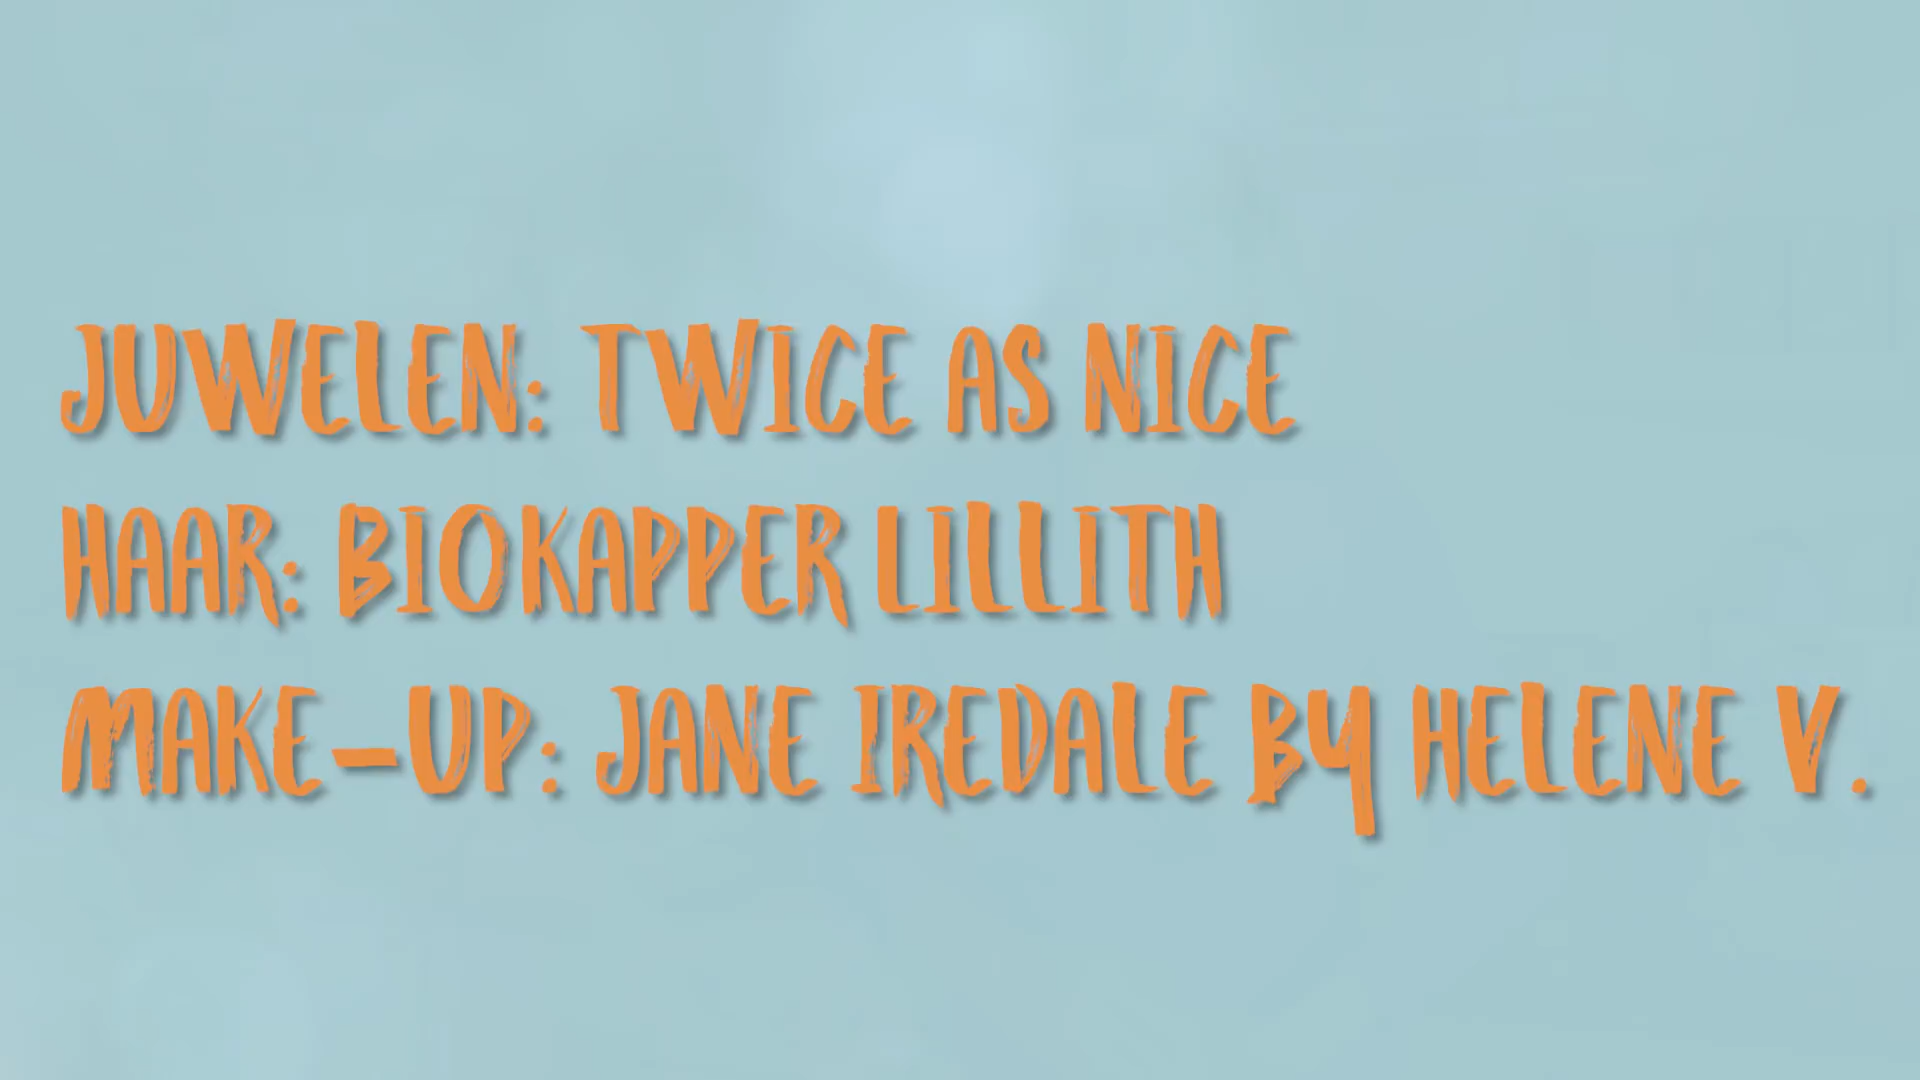 JUWELEN: TWICE AS NICE
HAAR: BIOKAPPER LILLITH
MAKE-UP: JANE IREDALE BY HELENE V.